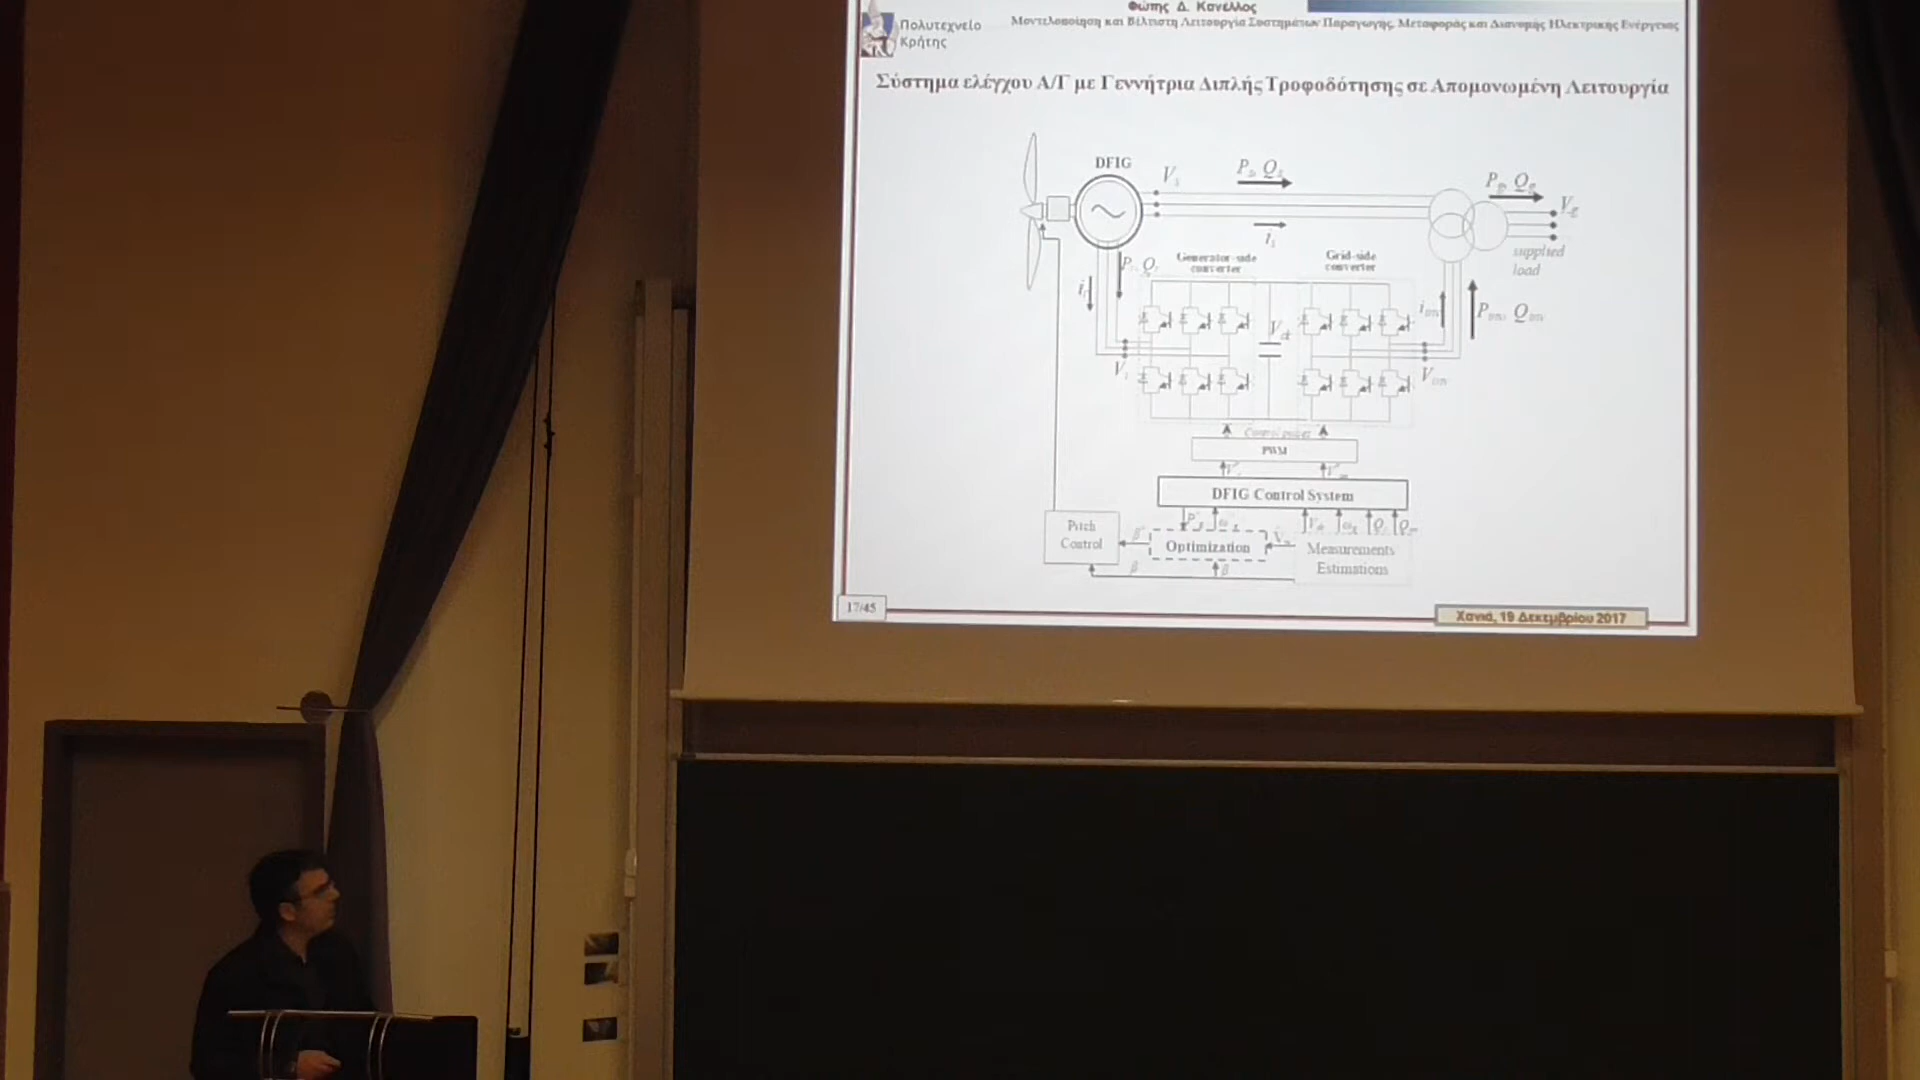 Φώτης Δ. Κανέλλος
Μοντελοποίηση και Βέλτιστη Λειτουργία Συστημάτων Παραγωγής, Μεταφοράς και Διανομής Ηλεκτρικής Ενέργειας
Πολυτεχνείο
Κρήτης
Σύστημα ελέγχου Α/Γ με Γεννήτρια Διπλής Τροφοδότησης σε Απομονωμένη Λειτουργία
DFIG
Generator-side
converter
Grid-side
converter
supplied
load
PWM
DFIG Control System
Pitch
Control
Optimization
Measurements
Estimations
β
β
17/45
Χανιά, 19 Δεκεμβρίου 2017